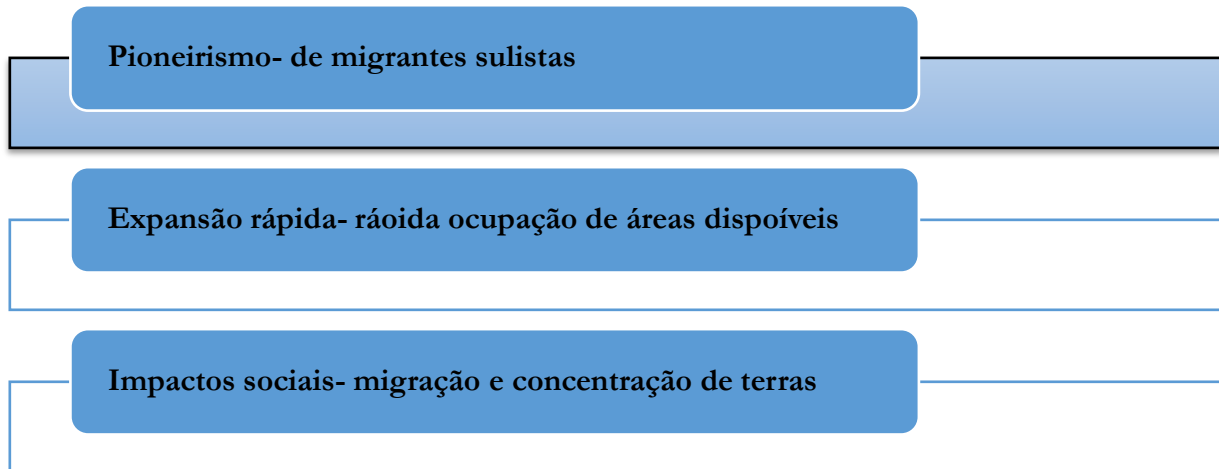 Pioneirismo- de migrantes sulistas
Expansão rápida- ráoida ocupação de áreas dispoíveis
Impactos sociais- migração e concentração de terras